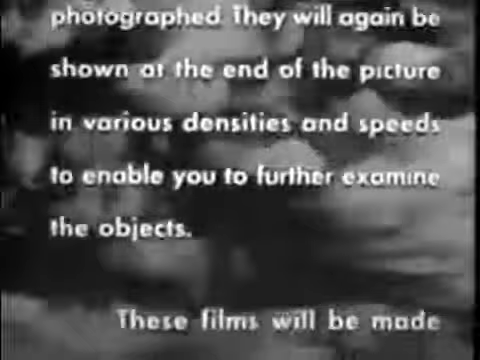 photographed. They will again be
shown at the end of the picture
in various densities and speeds
to enable you to further examine
the objects.
These films will be made